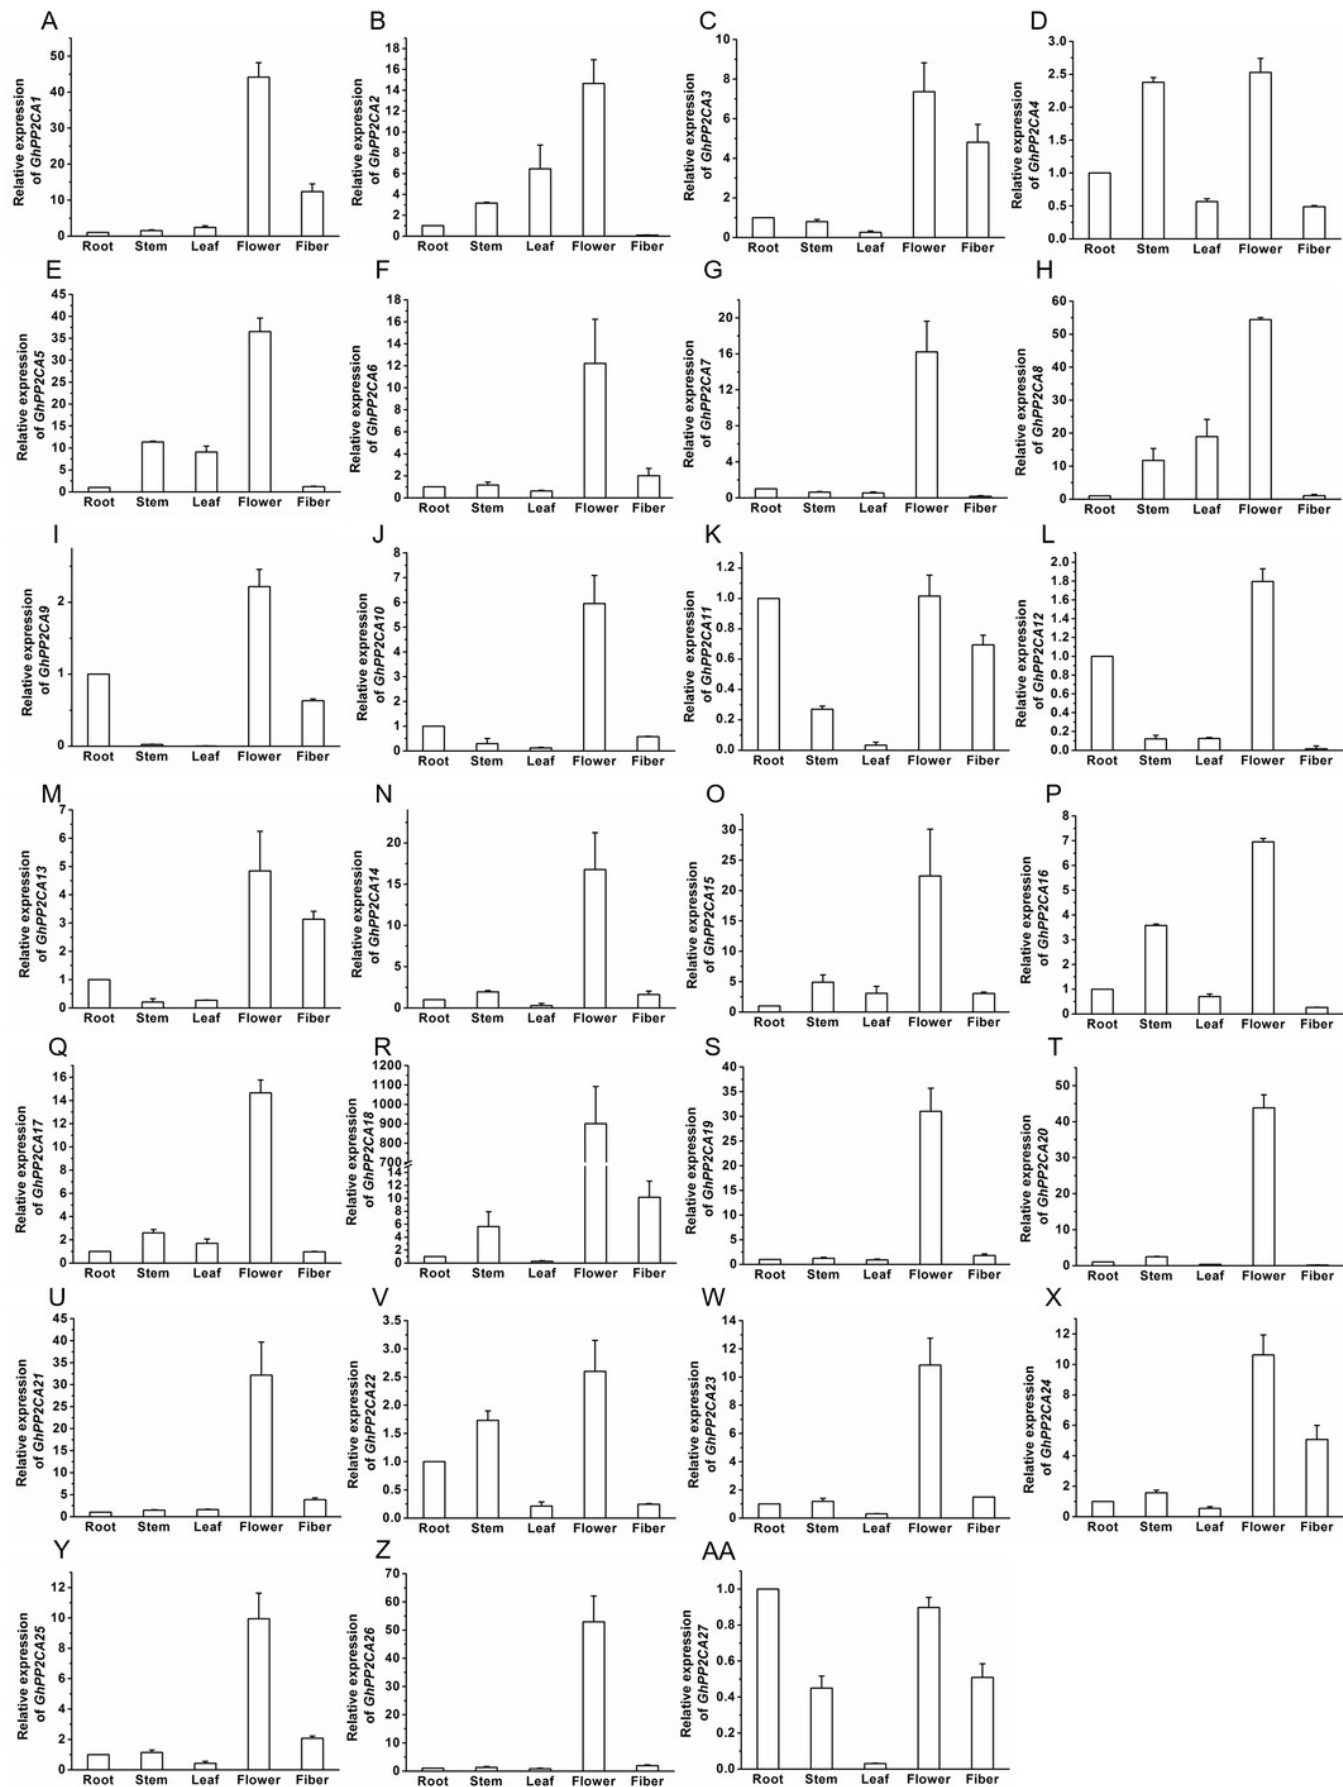 A
Relative expression
of GhPP2CA1
50
40
30
20
10
0
Root Stem Leaf Flower Fiber
B
Relative expression
of GhPP2CA2
18
16
14
12
10
8
6
4
2
0
Root Stem Leaf Flower Fiber
C
Relative expression
of GhPP2CA3
10
8
6
4
2
0
Root Stem Leaf Flower Fiber
D
Relative expression
of GhPP2CA4
3.0
2.5
2.0
1.5
1.0
0.5
0.0
Root Stem Leaf Flower Fiber
E
Relative expression
of GhPP2CA5
45
40
35
30
25
20
15
10
5
0
Root Stem Leaf Flower Fiber
F
Relative expression
of GhPP2CA6
18
16
14
12
10
8
6
4
2
0
Root Stem Leaf Flower Fiber
G
Relative expression
of GhPP2CA7
20
16
12
8
4
0
Root Stem Leaf Flower Fiber
H
Relative expression
of GhPP2CA8
60
50
40
30
20
10
0
Root Stem Leaf Flower Fiber
I
Relative expression
of GhPP2CA9
2
1
0
Root Stem Leaf Flower Fiber
J
Relative expression
of GhPP2CA10
8
7
6
5
4
3
2
1
0
Root Stem Leaf Flower Fiber
K
Relative expression
of GhPP2CA11
1.2
1.0
0.8
0.6
0.4
0.2
0.0
Root Stem Leaf Flower Fiber
L
Relative expression
of GhPP2CA12
2.0
1.8
1.6
1.4
1.2
1.0
0.8
0.6
0.4
0.2
0.0
Root Stem Leaf Flower Fiber
M
Relative expression
of GhPP2CA13
7
6
5
4
3
2
1
0
Root Stem Leaf Flower Fiber
N
Relative expression
of GhPP2CA14
20
15
10
5
0
Root Stem Leaf Flower Fiber
O
Relative expression
of GhPP2CA15
30
25
20
15
10
5
0
Root Stem Leaf Flower Fiber
P
Relative expression
of GhPP2CA16
8
7
6
5
4
3
2
1
0
Root Stem Leaf Flower Fiber
Q
Relative expression
of GhPP2CA17
16
14
12
10
8
6
4
2
0
Root Stem Leaf Flower Fiber
R
Relative expression
of GhPP2CA18
1200
1100
1000
900
800
700
14
12
10
8
6
4
2
0
Root Stem Leaf Flower Fiber
S
Relative expression
of GhPP2CA19
40
35
30
25
20
15
10
5
0
Root Stem Leaf Flower Fiber
T
Relative expression
of GhPP2CA20
50
40
30
20
10
0
Root Stem Leaf Flower Fiber
U
Relative expression
of GhPP2CA21
45
40
35
30
25
20
15
10
5
0
Root Stem Leaf Flower Fiber
V
Relative expression
of GhPP2CA22
3.5
3.0
2.5
2.0
1.5
1.0
0.5
0.0
Root Stem Leaf Flower Fiber
W
Relative expression
of GhPP2CA23
14
12
10
8
6
4
2
0
Root Stem Leaf Flower Fiber
X
Relative expression
of GhPP2CA24
12
10
8
6
4
2
0
Root Stem Leaf Flower Fiber
Y
Relative expression
of GhPP2CA25
12
10
8
6
4
2
0
Root Stem Leaf Flower Fiber
Z
Relative expression
of GhPP2CA26
70
60
50
40
30
20
10
0
Root Stem Leaf Flower Fiber
AA
Relative expression
of GhPP2CA27
1.0
0.8
0.6
0.4
0.2
0.0
Root Stem Leaf Flower Fiber